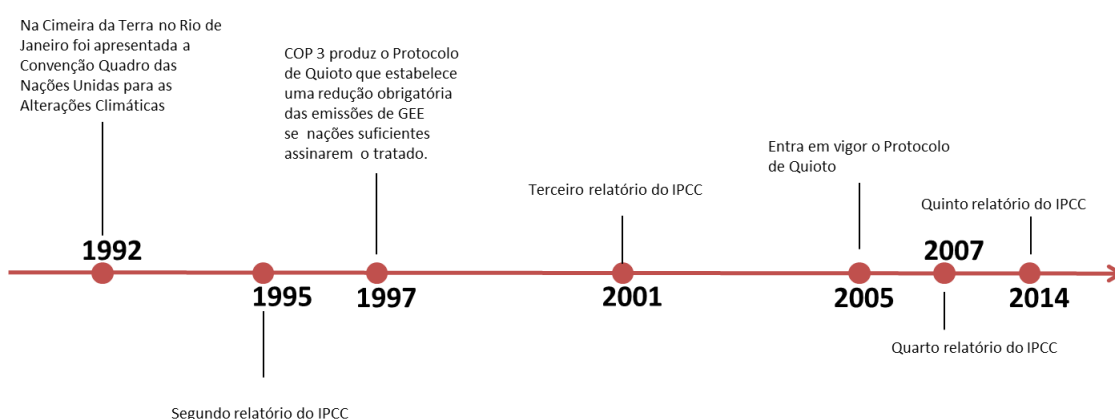 Na Cimeira da Terra no Rio de
Janeiro foi apresentada a
Convenção Quadro das
Nações Unidas para as
Alterações Climáticas
1992
1995
Segundo relatório do IPCC
COP 3 produz o Protocolo
de Quioto que estabelece
uma redução obrigatória
das emissões de GEE
se nações suficientes
assinarem o tratado.
1997
Terceiro relatório do IPCC
2001
Entra em vigor o Protocolo
de Quioto
2005
2007
Quarto relatório do IPCC
Quinto relatório do IPCC
2014